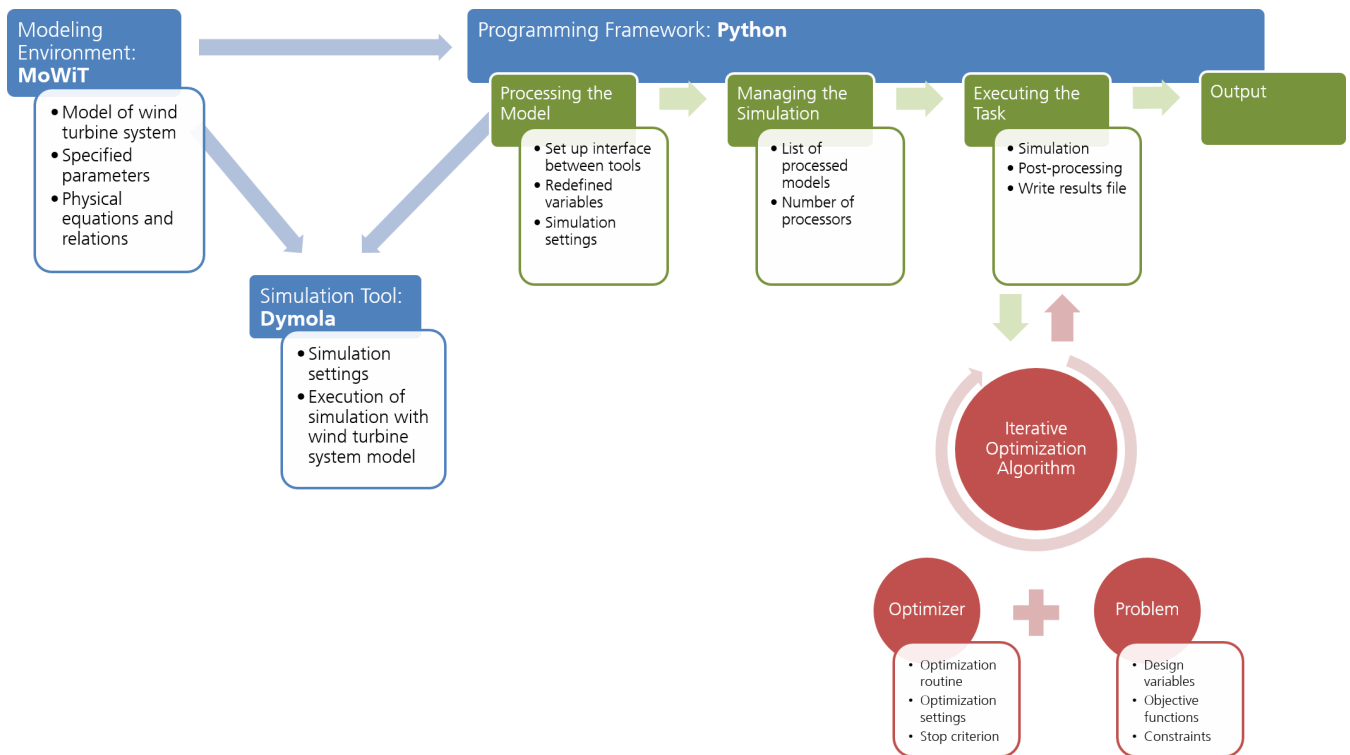 Modeling
Environment:
MoWiT
• Model of wind
turbine system
• Specified
parameters
• Physical
equations and
relations
Programming Framework: Python
Processing the
Model
• Set up interface
between tools
• Redefined
variables
• Simulation
settings
Managing the
Simulation
• List of
processed
models
• Number of
processors
Executing the
Task
• Simulation
• Post-processing
• Write results file
Output
Simulation Tool:
Dymola
• Simulation
settings
• Execution of
simulation with
wind turbine
system model
Iterative
Optimization
Algorithm
Optimizer
• Optimization
routine
• Optimization
settings
• Stop criterion
Problem
• Design
variables
• Objective
functions
• Constraints